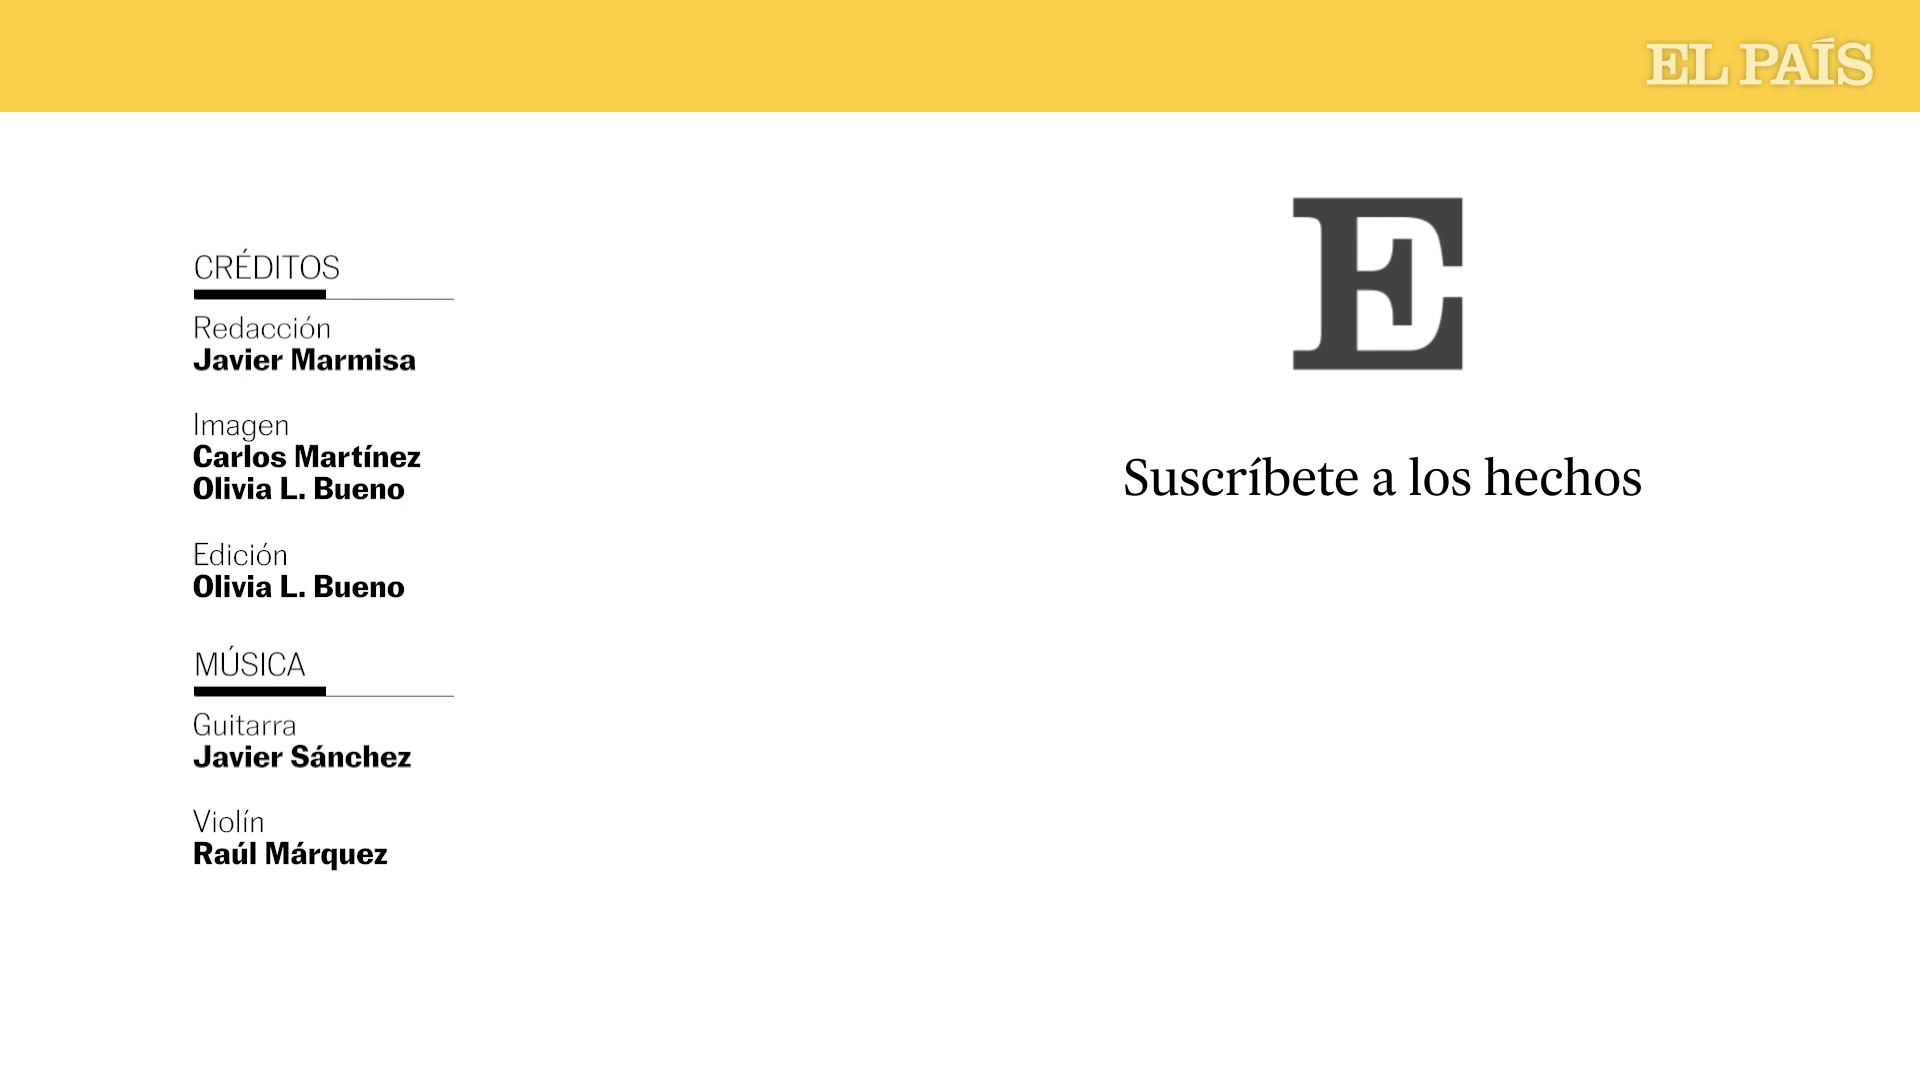 EL PAÍS
CRÉDITOS
Redacción
Javier Marmisa
Imagen
Carlos Martínez
Olivia L. Bueno
Edición
Olivia L. Bueno
MÚSICA
Guitarra
Javier Sánchez
Violín
Raúl Márquez
E
Suscríbete a los hechos